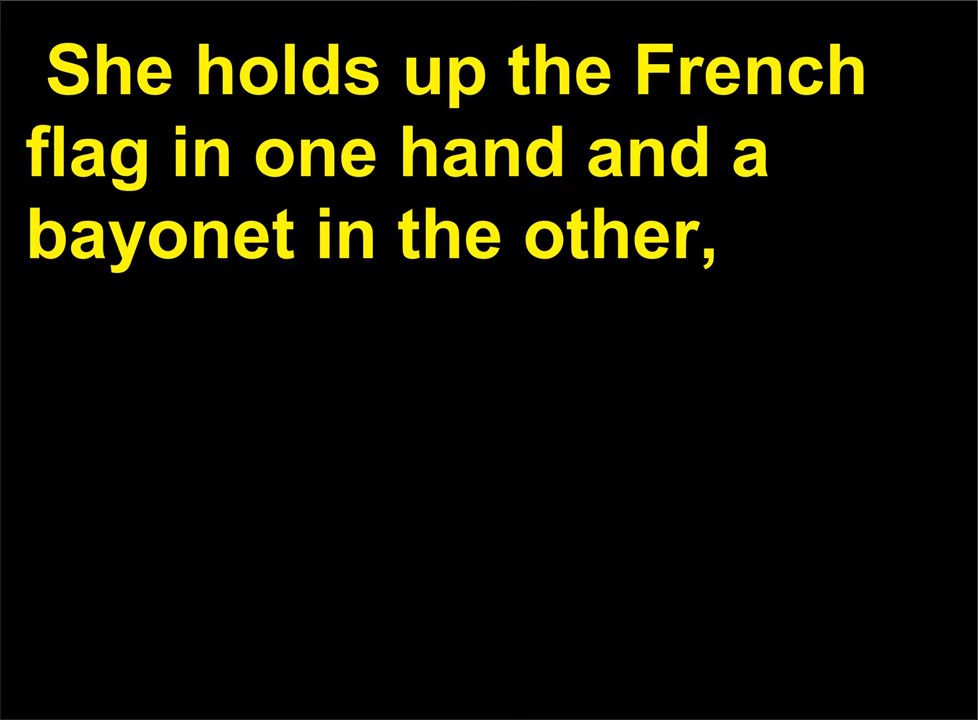 She holds up the French
flag in one hand and a
bayonet in the other,